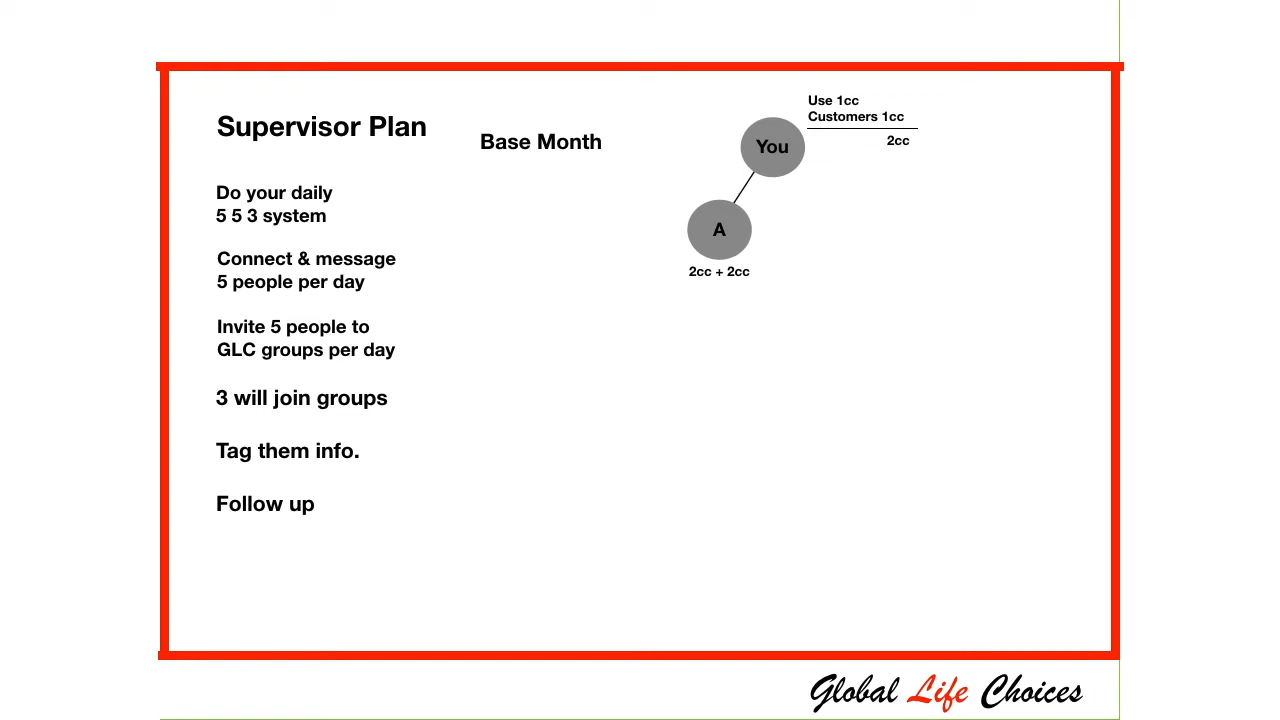 Supervisor Plan
Base Month
Use 1cc
Customers 1cc
2cc
You
A
2cc + 2cc
Do your daily
5 5 3 system
Connect & message
5 people per day
Invite 5 people to
GLC groups per day
3 will join groups
Tag them info.
Follow up
Global Life Choices